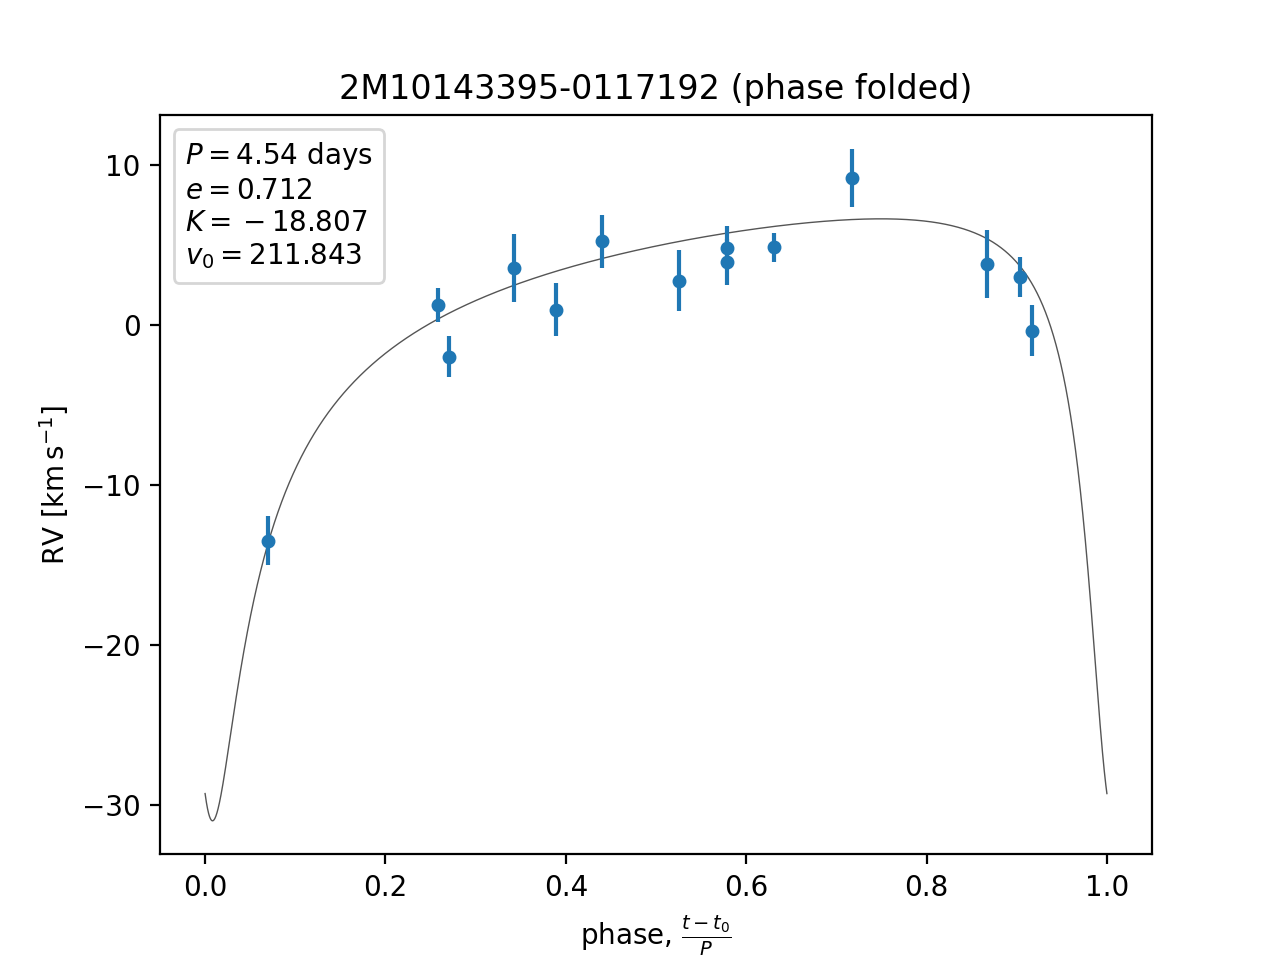 2M10143395-0117192 (phase folded)
P = 4.54 days
e = 0.712
K = −18.807
v₀ = 211.843
RV [km s⁻¹]
10
0
−10
−20
−30
0.0 0.2 0.4 0.6 0.8 1.0
phase, (t − t₀)/P